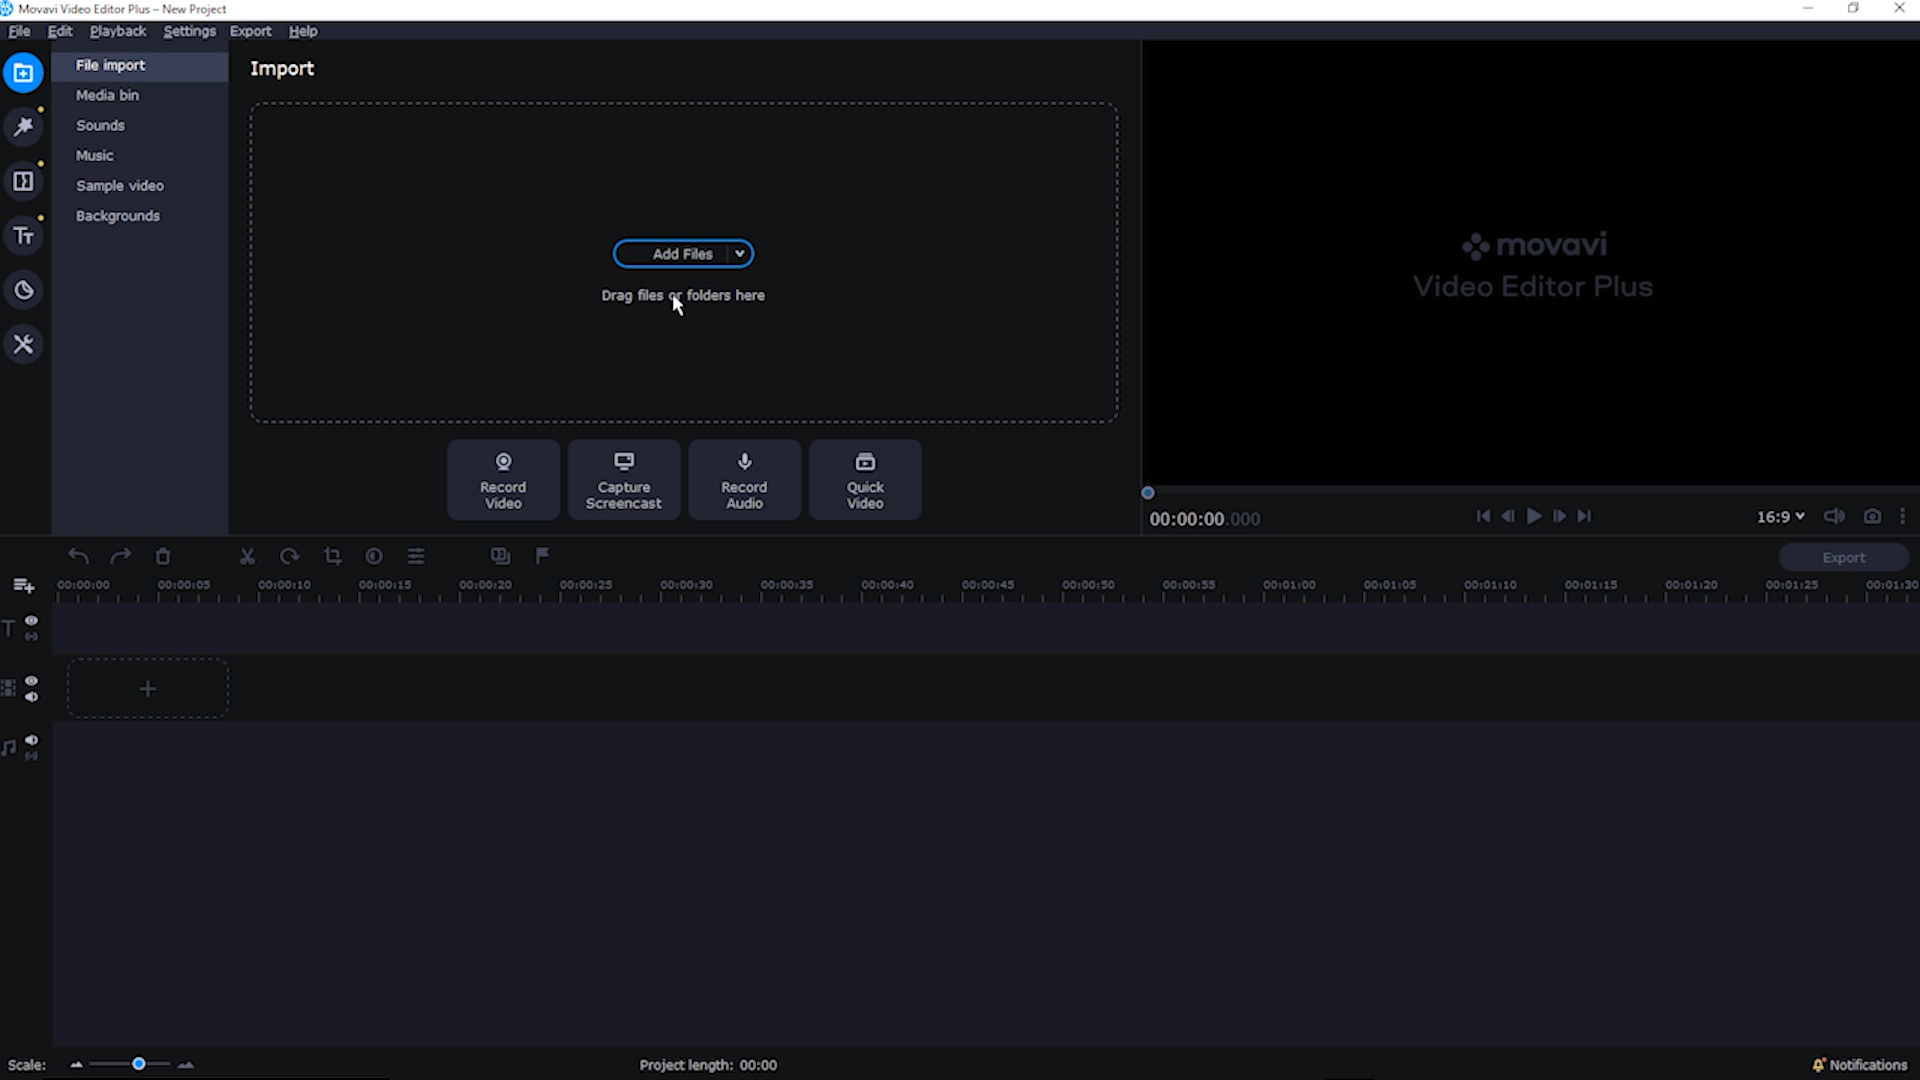 Movavi Video Editor Plus – New Project
File Edit Playback Settings Export Help
File import
Media bin
Sounds
Music
Sample video
Backgrounds
Import
Add Files
Drag files or folders here
Record
Video
Capture
Screencast
Record
Audio
Quick
Video
movavi
Video Editor Plus
00:00:00.000
16:9
Export
00:00:00 00:00:05 00:00:10 00:00:15 00:00:20 00:00:25 00:00:30 00:00:35 00:00:40 00:00:45 00:00:50 00:00:55 00:01:00 00:01:05 00:01:10 00:01:15 00:01:20 00:01:25 00:01:30
Scale:
Project length: 00:00
Notifications